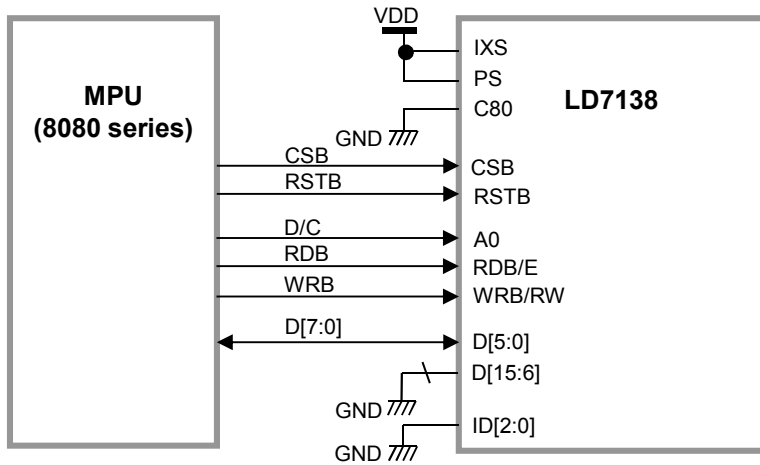 VDD
IXS
PS
C80
GND
MPU
(8080 series)
LD7138
CSB
CSB
RSTB
RSTB
D/C
A0
RDB
RDB/E
WRB
WRB/RW
D[7:0]
D[5:0]
D[15:6]
GND
ID[2:0]
GND